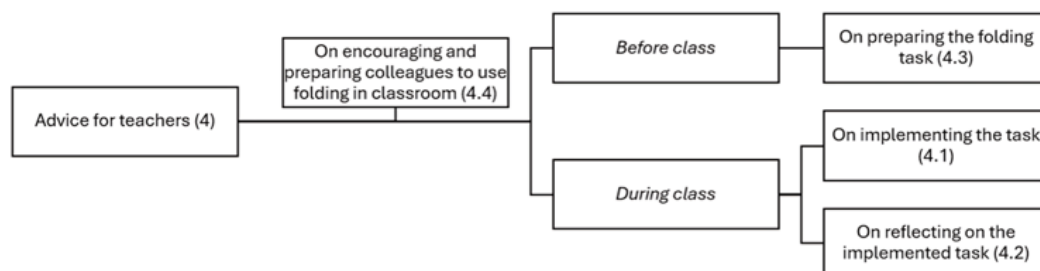 Advice for teachers (4)
On encouraging and
preparing colleagues to use
folding in classroom (4.4)
Before class
On preparing the folding
task (4.3)
During class
On implementing the task
(4.1)
On reflecting on the
implemented task (4.2)